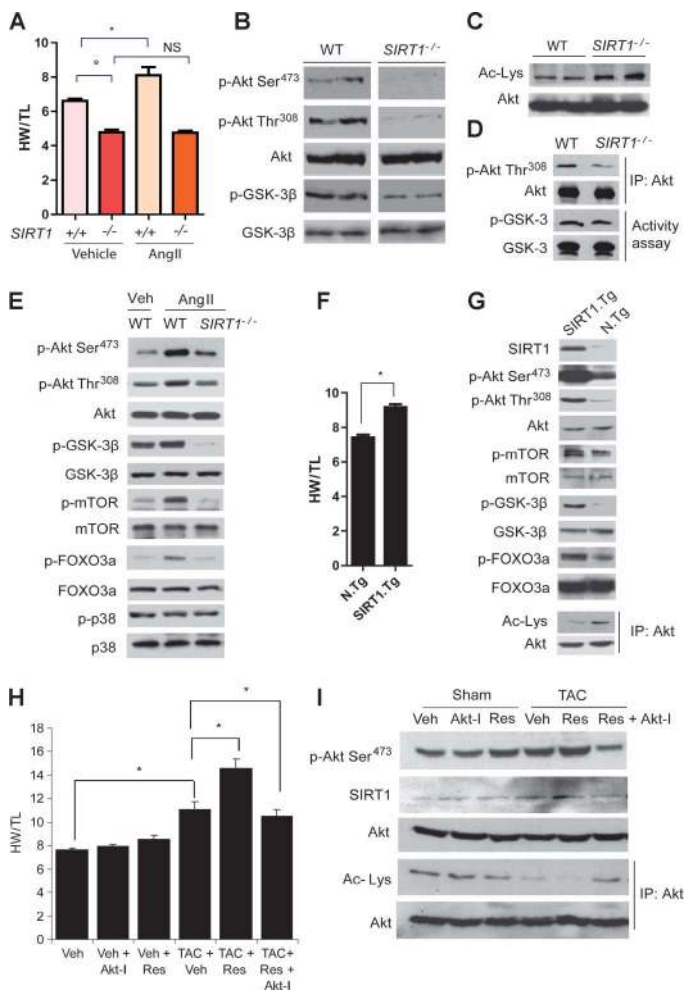 A
*
°
NS
HW/TL
8
6
4
2
0
SIRT1 +/+ -/- +/+ -/-
Vehicle AngII
B
WT SIRT1-/-
p-Akt Ser473
p-Akt Thr308
Akt
p-GSK-3β
GSK-3β
C
WT SIRT1-/-
Ac-Lys
Akt
D
WT SIRT1-/-
p-Akt Thr308
Akt
IP: Akt
p-GSK-3
GSK-3
Activity
assay
E
Veh AngII
WT WT SIRT1-/-
p-Akt Ser473
p-Akt Thr308
Akt
p-GSK-3β
GSK-3β
p-mTOR
mTOR
p-FOXO3a
FOXO3a
p-p38
p38
F
*
HW/TL
10
8
6
4
2
0
N.Tg SIRT1.Tg
G
SIRT1.Tg N.Tg
SIRT1
p-Akt Ser473
p-Akt Thr308
Akt
p-mTOR
mTOR
p-GSK-3β
GSK-3β
p-FOXO3a
FOXO3a
Ac-Lys
Akt
IP: Akt
H
*
*
*
HW/TL
18
16
14
12
10
8
6
4
2
0
Veh Veh + Veh + TAC + TAC + TAC+
Akt-I Res Veh Res Res +
Akt-I
I
Sham TAC
Veh Akt-I Res Veh Res Res + Akt-I
p-Akt Ser473
SIRT1
Akt
Ac- Lys
Akt
IP: Akt